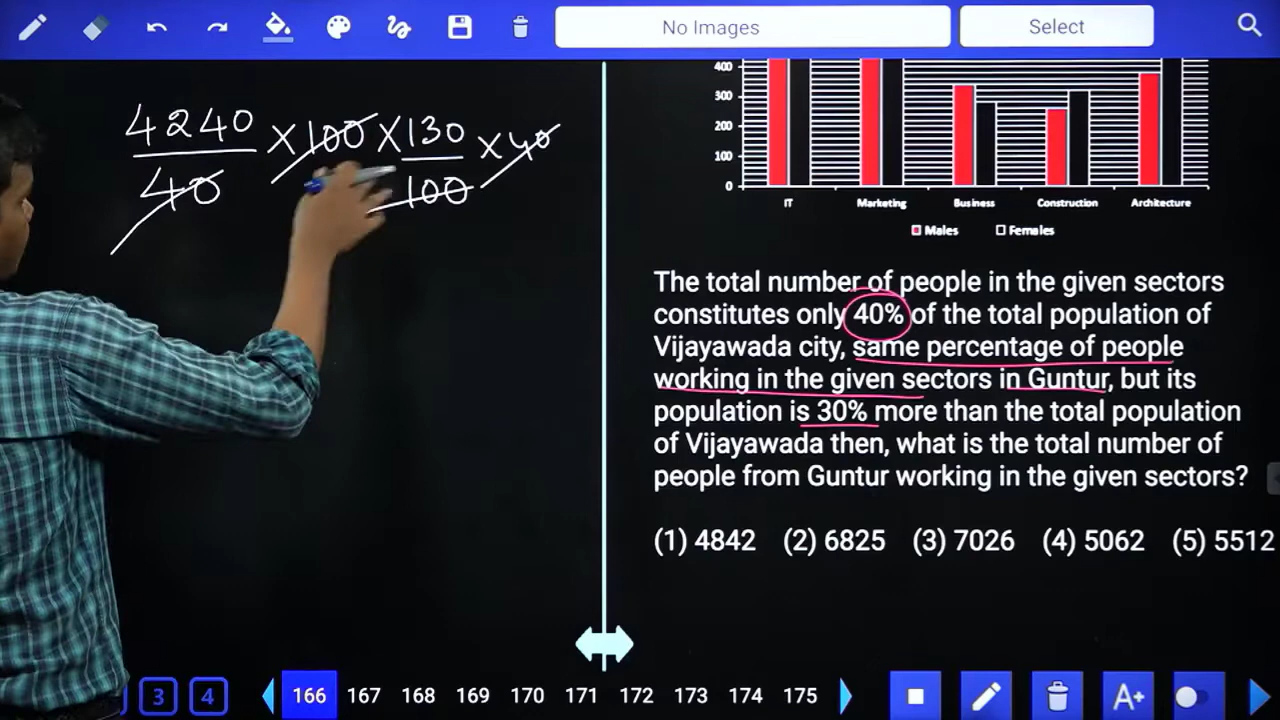 No Images
Select
4240 × 100 × 130 × 40
40 100
400
300
200
100
0
IT Marketing Business Construction Architecture
Males Females
The total number of people in the given sectors
constitutes only 40% of the total population of
Vijayawada city, same percentage of people
working in the given sectors in Guntur, but its
population is 30% more than the total population
of Vijayawada then, what is the total number of
people from Guntur working in the given sectors?
(1) 4842 (2) 6825 (3) 7026 (4) 5062 (5) 5512
3 4 166 167 168 169 170 171 172 173 174 175 A+